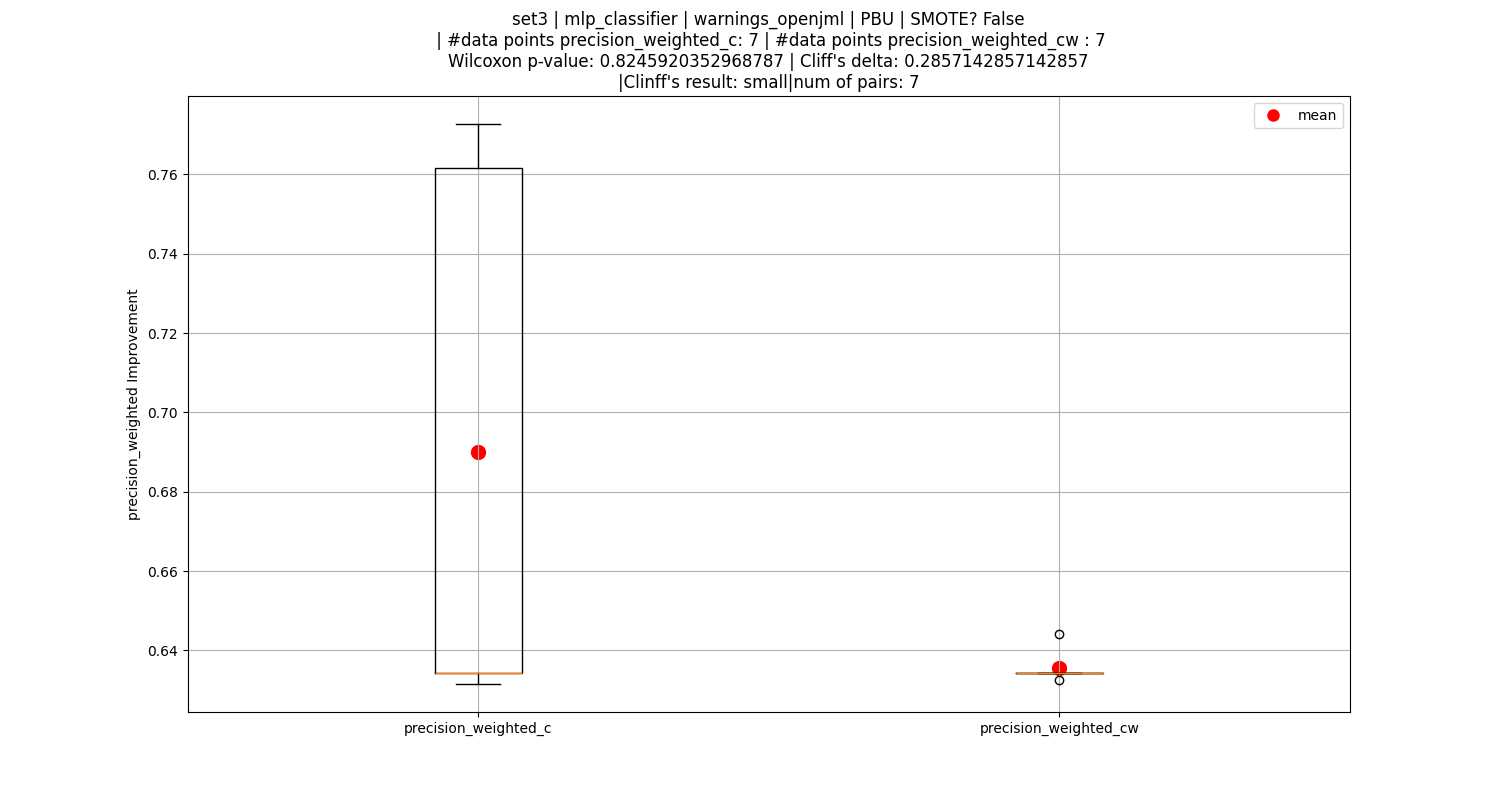 set3 | mlp_classifier | warnings_openjml | PBU | SMOTE? False
| #data points precision_weighted_c: 7 | #data points precision_weighted_cw : 7
Wilcoxon p-value: 0.8245920352968787 | Cliff's delta: 0.2857142857142857
|Clinff's result: small|num of pairs: 7
mean
0.76
0.74
0.72
0.70
0.68
0.66
0.64
precision_weighted Improvement
precision_weighted_c
precision_weighted_cw